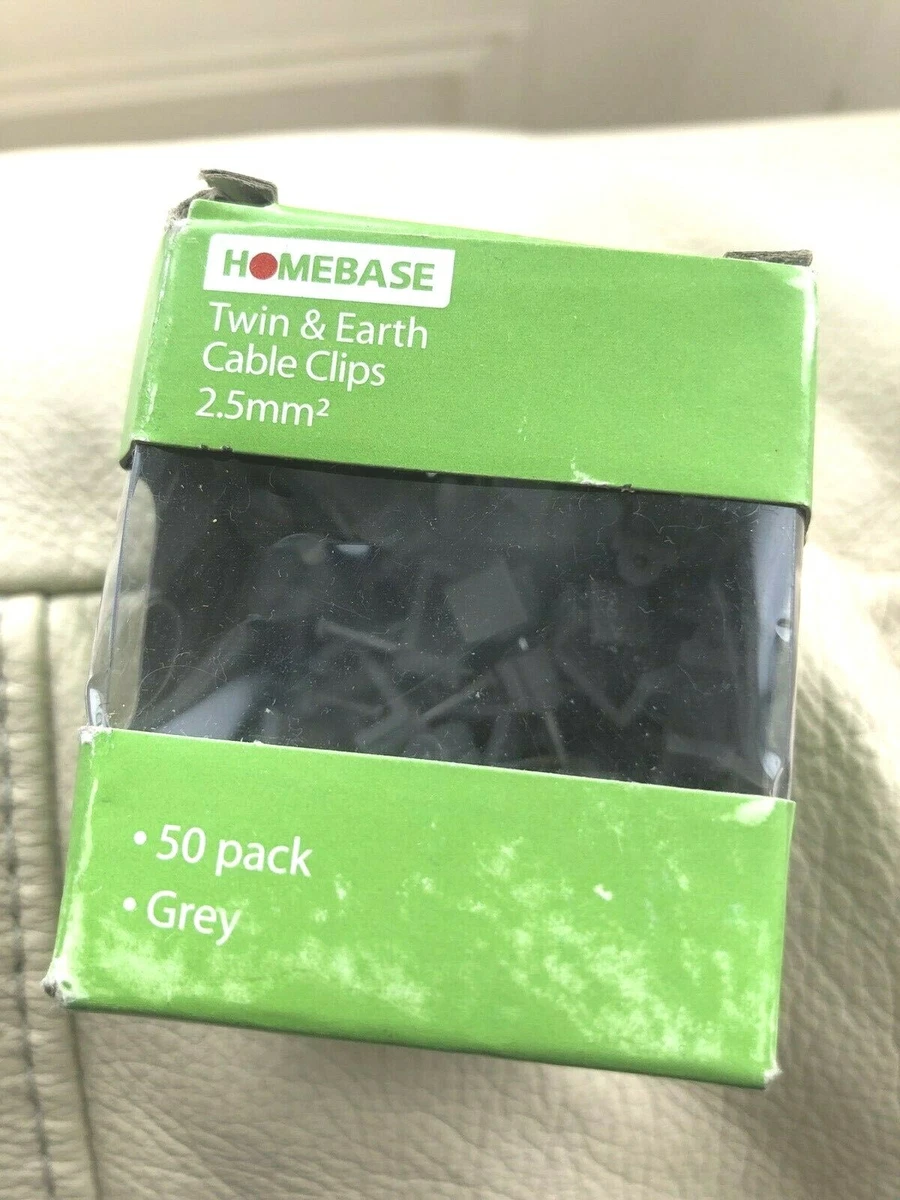 HOMEBASE
Twin & Earth
Cable Clips
2.5mm²
• 50 pack
• Grey